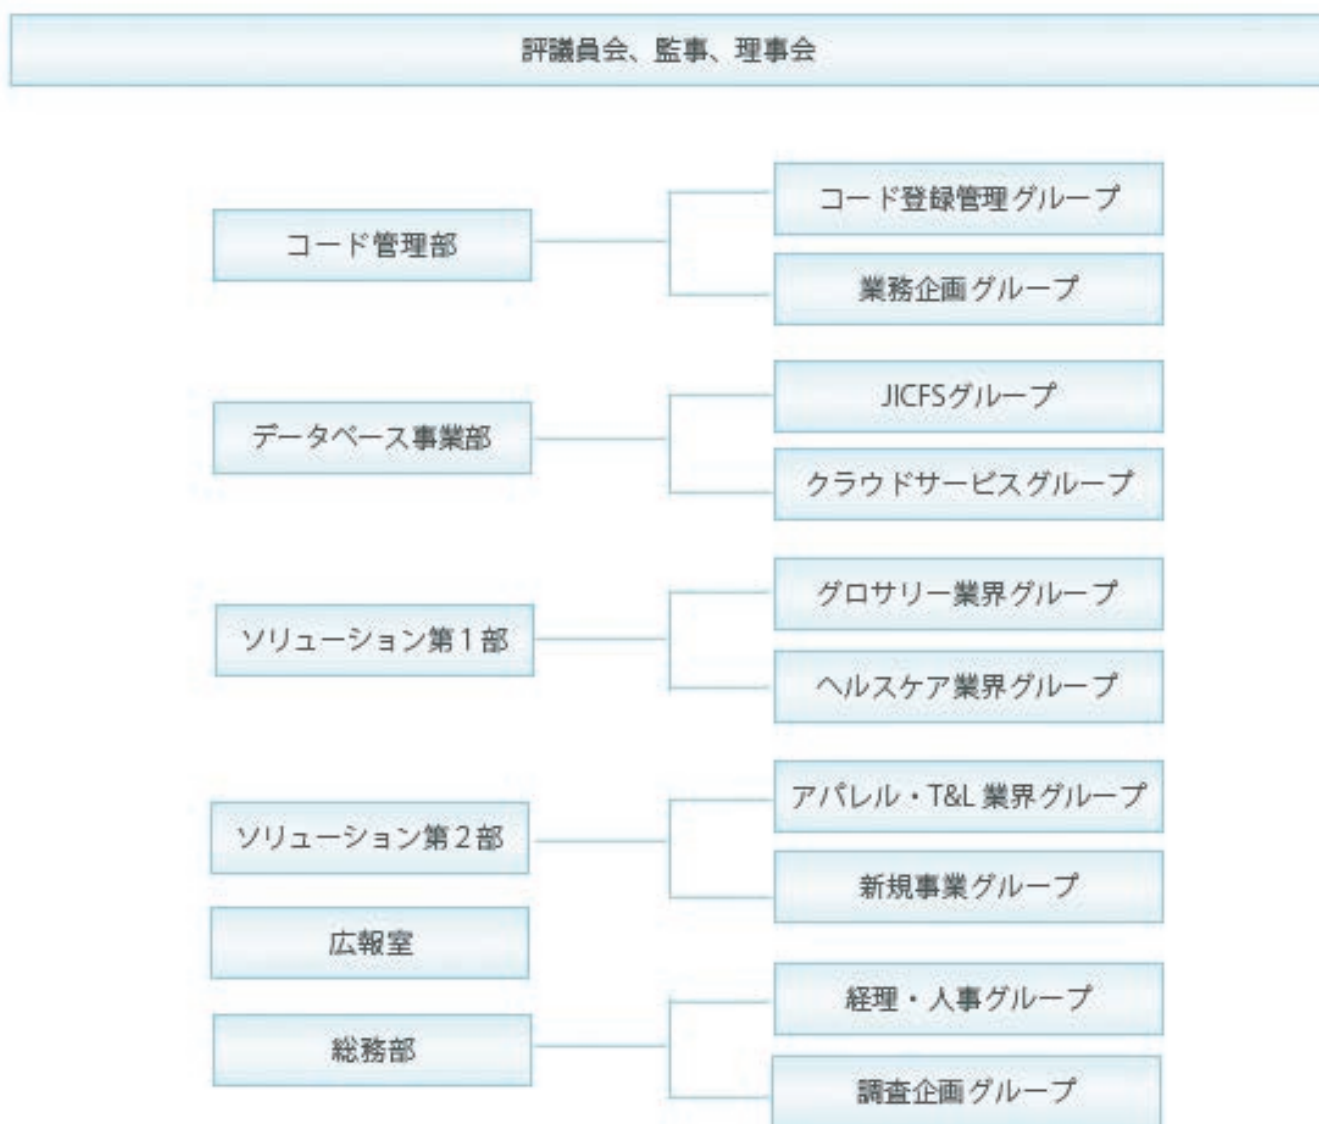 評議員会、監事、理事会
コード管理部
コード登録管理グループ
業務企画グループ
データベース事業部
JICFSグループ
クラウドサービスグループ
ソリューション第1部
グロサリー業界グループ
ヘルスケア業界グループ
ソリューション第2部
アパレル・T&L 業界グループ
新規事業グループ
広報室
総務部
経理・人事グループ
調査企画グループ